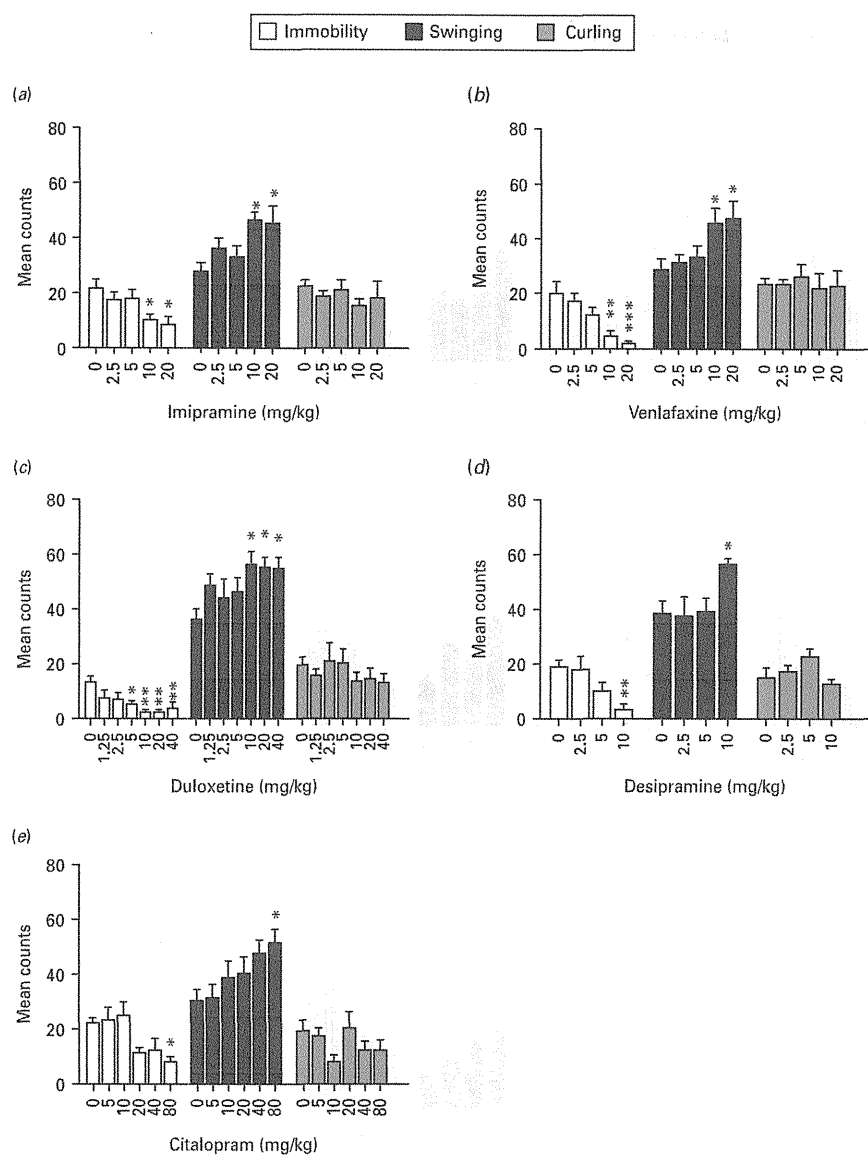 Immobility Swinging Curling
(a)
80
60
40
20
0
Mean counts
* * * *
0 2.5 5 10 20 0 2.5 5 10 20 0 2.5 5 10 20
Imipramine (mg/kg)
(b)
80
60
40
20
0
Mean counts
** *** * *
0 2.5 5 10 20 0 2.5 5 10 20 0 2.5 5 10 20
Venlafaxine (mg/kg)
(c)
80
60
40
20
0
Mean counts
* ** ** ** * * *
0 1.25 2.5 5 10 20 40 0 1.25 2.5 5 10 20 40 0 1.25 2.5 5 10 20 40
Duloxetine (mg/kg)
(d)
80
60
40
20
0
Mean counts
** *
0 2.5 5 10 0 2.5 5 10 0 2.5 5 10
Desipramine (mg/kg)
(e)
80
60
40
20
0
Mean counts
* *
0 5 10 20 40 80 0 5 10 20 40 80 0 5 10 20 40 80
Citalopram (mg/kg)